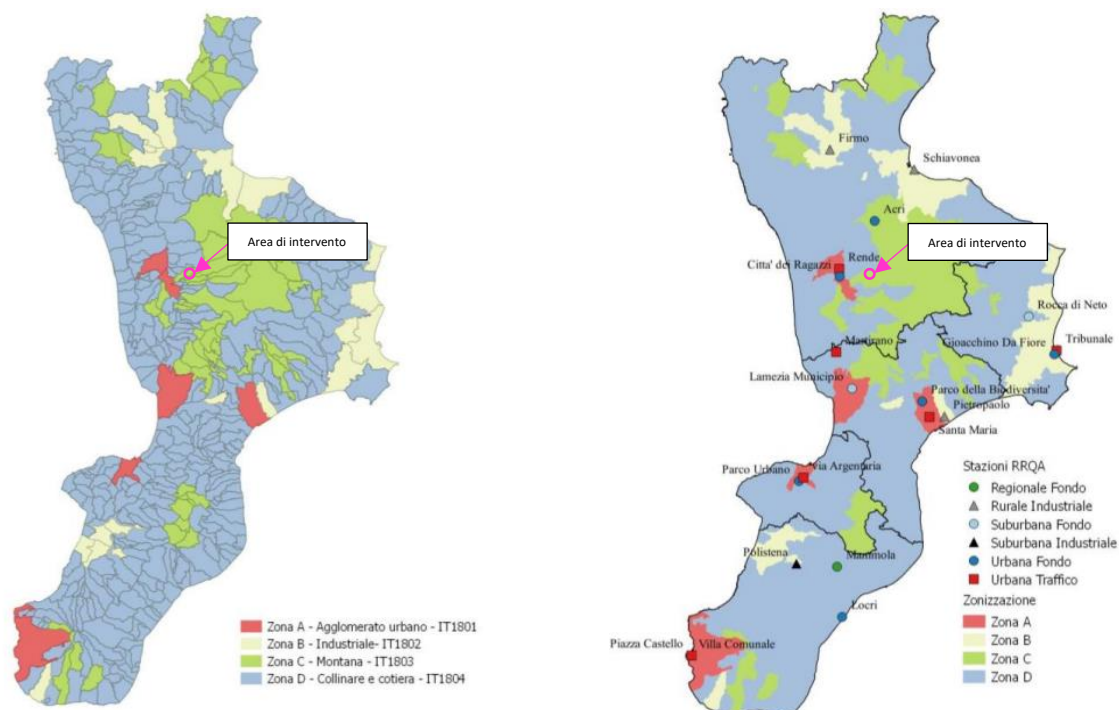 Area di intervento
Zona A - Agglomerato urbano - IT1801
Zona B - Industriale- IT1802
Zona C - Montana - IT1803
Zona D - Collinare e cotiera - IT1804
Firmo
Schiavonea
Acri
Area di intervento
Citta' dei Ragazzi
Rende
Rocca di Neto
Martirano
Gioacchino Da Fiore
Tribunale
Lamezia Municipio
Parco della Biodiversita'
Pietropaolo
Santa Maria
Parco Urbano
Via Argentaria
Polistena
Mammola
Locri
Piazza Castello
Villa Comunale
Stazioni RRQA
Regionale Fondo
Rurale Industriale
Suburbana Fondo
Suburbana Industriale
Urbana Fondo
Urbana Traffico
Zonizzazione
Zona A
Zona B
Zona C
Zona D